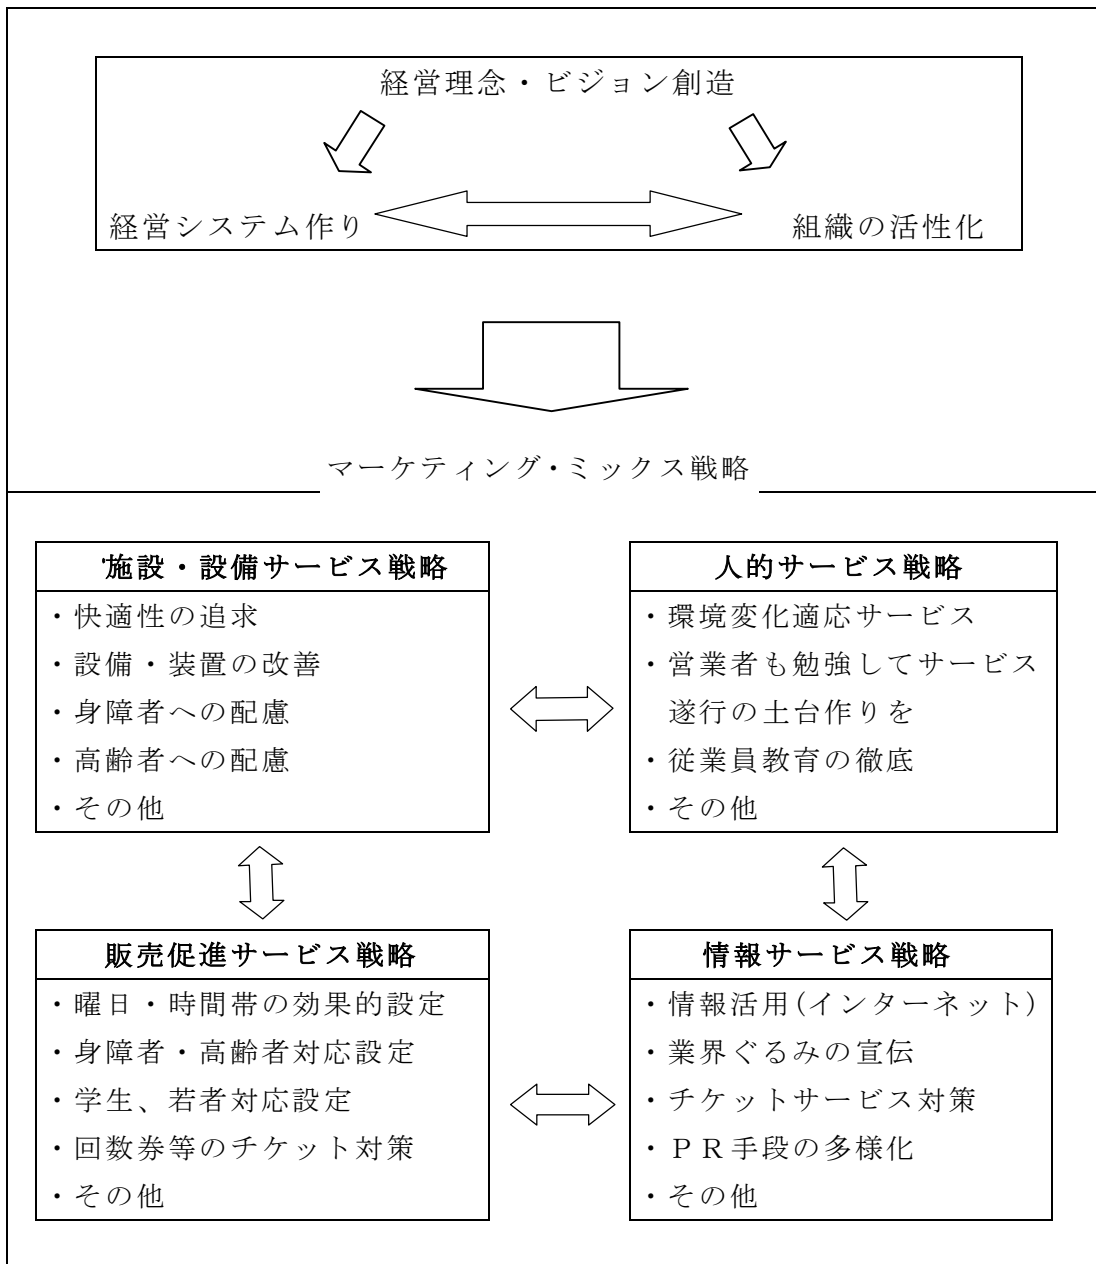 経営理念・ビジョン創造
経営システム作り
組織の活性化
マーケティング・ミックス戦略
施設・設備サービス戦略
・快適性の追求
・設備・装置の改善
・身障者への配慮
・高齢者への配慮
・その他
人的サービス戦略
・環境変化適応サービス
・営業者も勉強してサービス
遂行の土台作りを
・従業員教育の徹底
・その他
販売促進サービス戦略
・曜日・時間帯の効果的設定
・身障者・高齢者対応設定
・学生、若者対応設定
・回数券等のチケット対策
・その他
情報サービス戦略
・情報活用(インターネット)
・業界ぐるみの宣伝
・チケットサービス対策
・ＰＲ手段の多様化
・その他